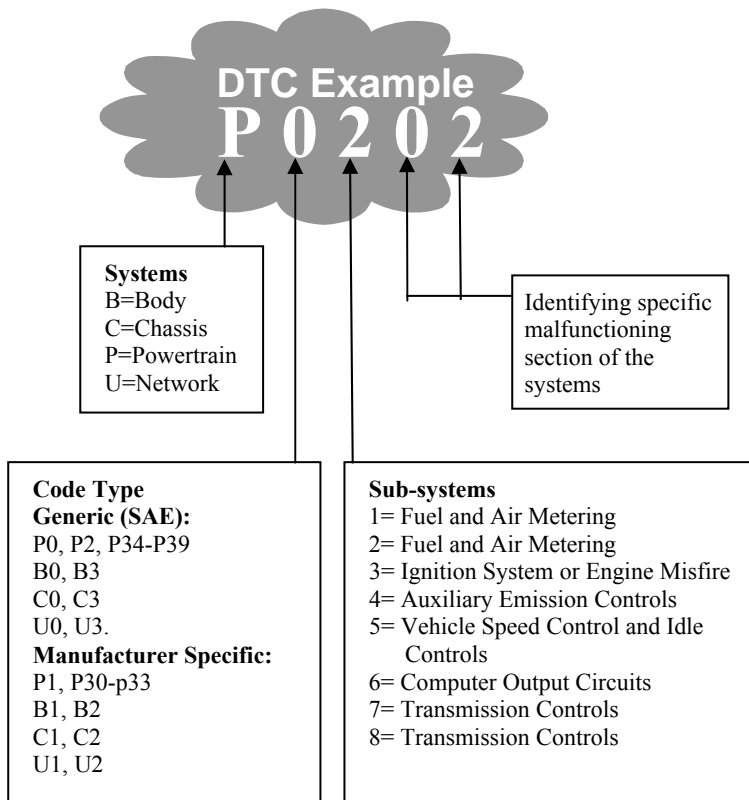 DTC Example
P 0 2 0 2
Systems
B=Body
C=Chassis
P=Powertrain
U=Network
Identifying specific
malfunctioning
section of the
systems
Code Type
Generic (SAE):
P0, P2, P34-P39
B0, B3
C0, C3
U0, U3.
Manufacturer Specific:
P1, P30-p33
B1, B2
C1, C2
U1, U2
Sub-systems
1= Fuel and Air Metering
2= Fuel and Air Metering
3= Ignition System or Engine Misfire
4= Auxiliary Emission Controls
5= Vehicle Speed Control and Idle
Controls
6= Computer Output Circuits
7= Transmission Controls
8= Transmission Controls